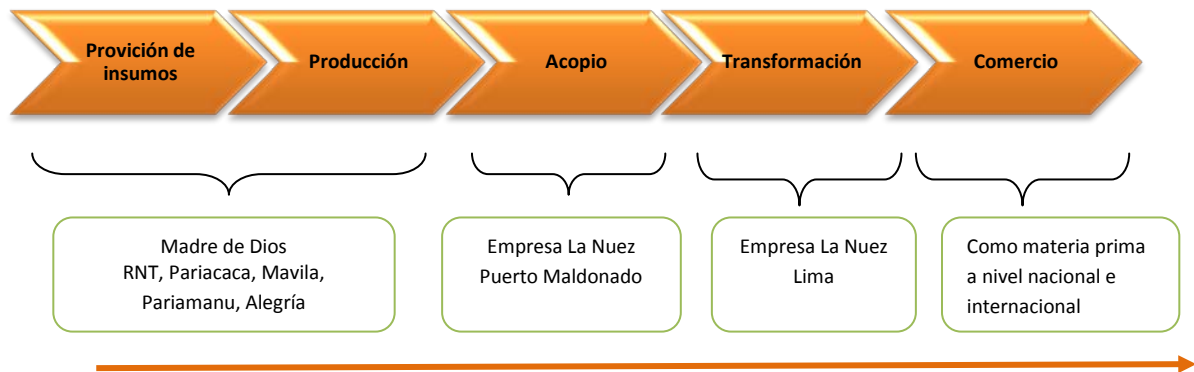 Provición de
insumos
Producción
Acopio
Transformación
Comercio
Madre de Dios
RNT, Pariacaca, Mavila,
Pariamanu, Alegría
Empresa La Nuez
Puerto Maldonado
Empresa La Nuez
Lima
Como materia prima
a nivel nacional e
internacional